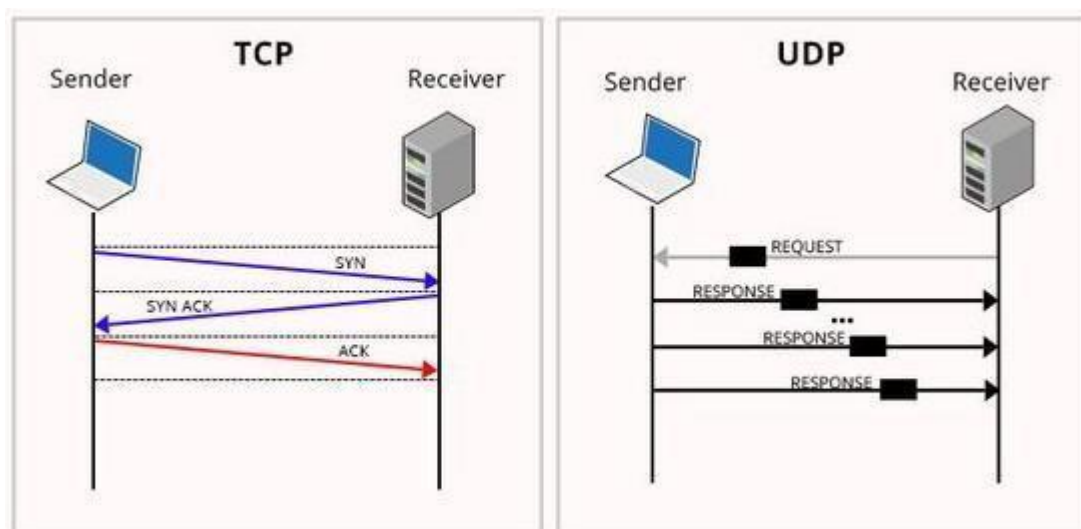 TCP
Sender
Receiver
SYN
SYN ACK
ACK
UDP
Sender
Receiver
REQUEST
RESPONSE
...
RESPONSE
RESPONSE